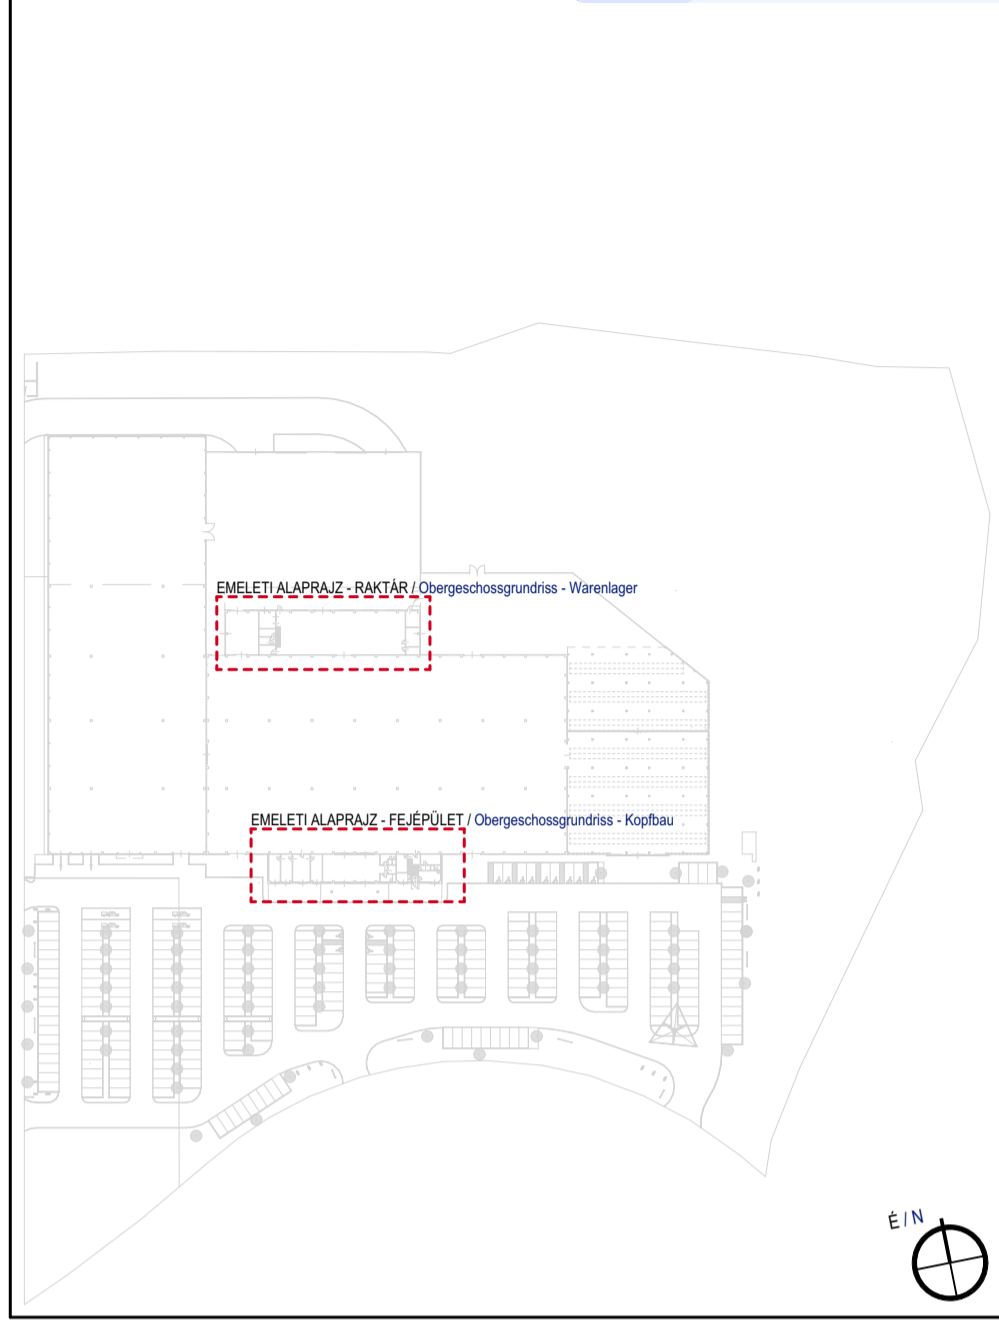 EMELETI ALAPRAJZ - RAKTÁR / Obergeschossgrundriss - Warenlager
EMELETI ALAPRAJZ - FEJÉPÜLET / Obergeschossgrundriss - Kopfbau
É / N